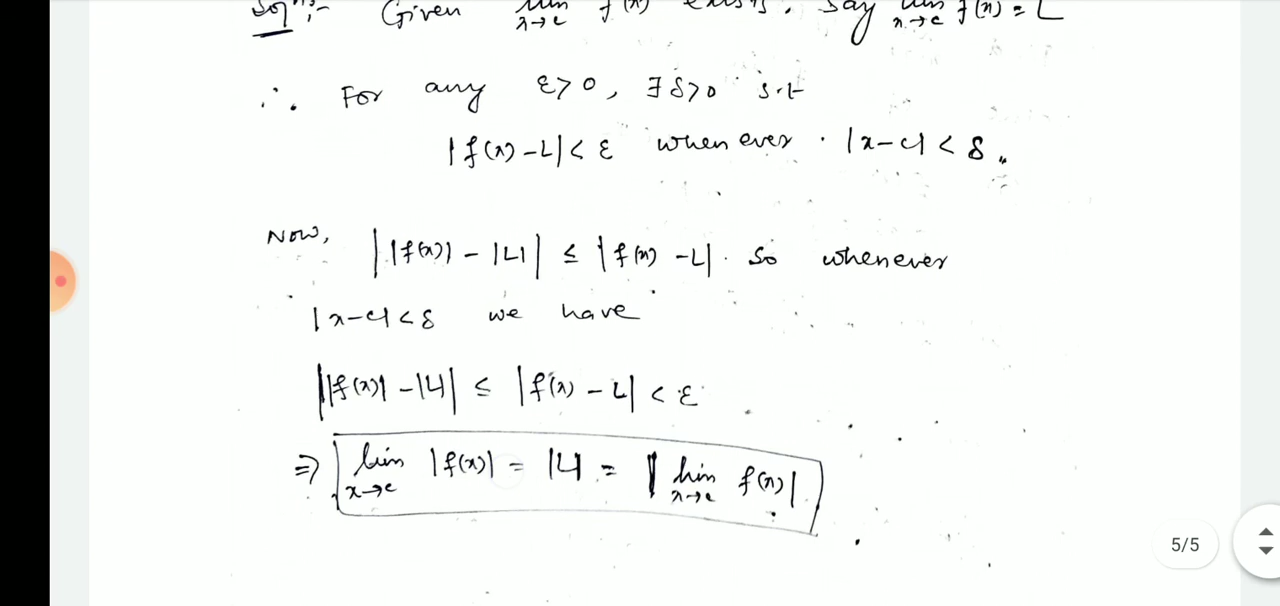 Solⁿ:- Given lim x→c f(x) exists. Say lim x→c f(x) = L
∴ For any ε>0, ∃ δ>0 s.t
|f(x)-L| < ε whenever |x-c| < δ.
Now, ||f(x)| - |L|| ≤ |f(x) - L|. So whenever
|x-c| < δ we have
||f(x)| - |L|| ≤ |f(x) - L| < ε
⇒ lim x→c |f(x)| = |L| = |lim x→c f(x)|
5/5